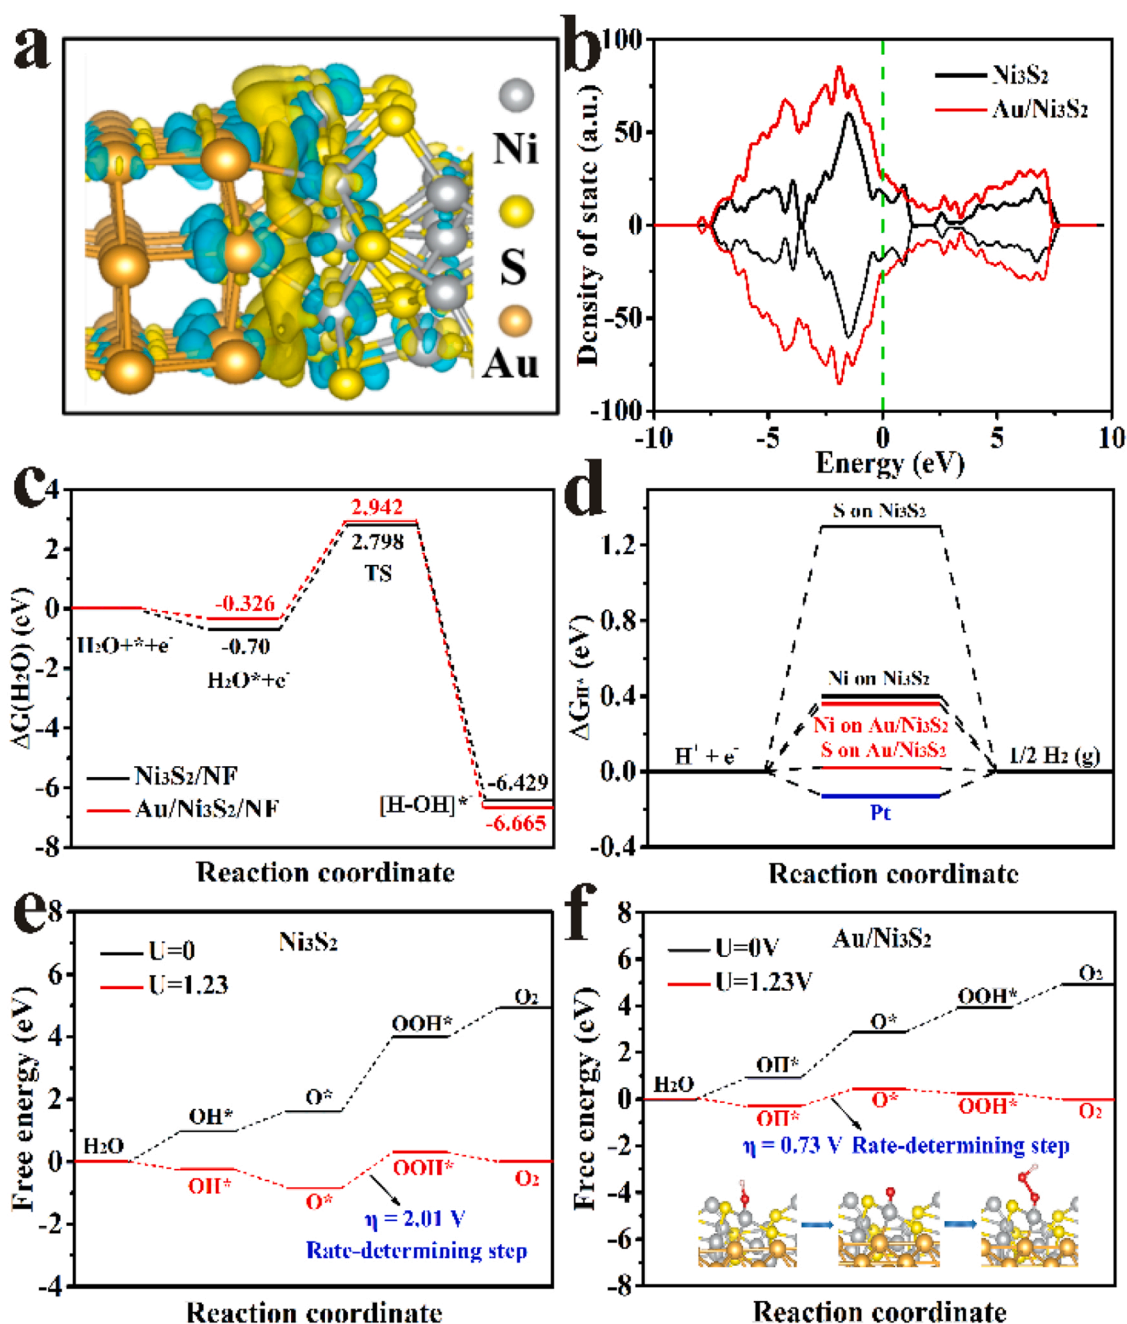 a
Ni
S
Au
b
100
50
0
-50
-100
Density of state (a.u.)
Ni₃S₂
Au/Ni₃S₂
-10
-5
0
5
10
Energy (eV)
c
4
2
0
-2
-4
-6
-8
ΔG(H₂O) (eV)
2.942
2.798
TS
-0.326
-0.70
H₂O+*+e⁻
H₂O*+e⁻
Ni₃S₂/NF
Au/Ni₃S₂/NF
-6.429
[H-OH]*
-6.665
Reaction coordinate
d
1.2
0.8
0.4
0.0
-0.4
ΔG_H* (eV)
S on Ni₃S₂
Ni on Ni₃S₂
Ni on Au/Ni₃S₂
S on Au/Ni₃S₂
H⁺ + e⁻
1/2 H₂ (g)
Pt
Reaction coordinate
e
8
6
4
2
0
-2
-4
Free energy (eV)
U=0
U=1.23
Ni₃S₂
H₂O
OH*
O*
OOH*
O₂
OH*
O*
OOH*
O₂
η = 2.01 V
Rate-determining step
Reaction coordinate
f
8
6
4
2
0
-2
-4
-6
-8
Free energy (eV)
U=0V
U=1.23V
Au/Ni₃S₂
H₂O
OH*
O*
OOH*
O₂
OH*
O*
OOH*
O₂
η = 0.73 V Rate-determining step
Reaction coordinate